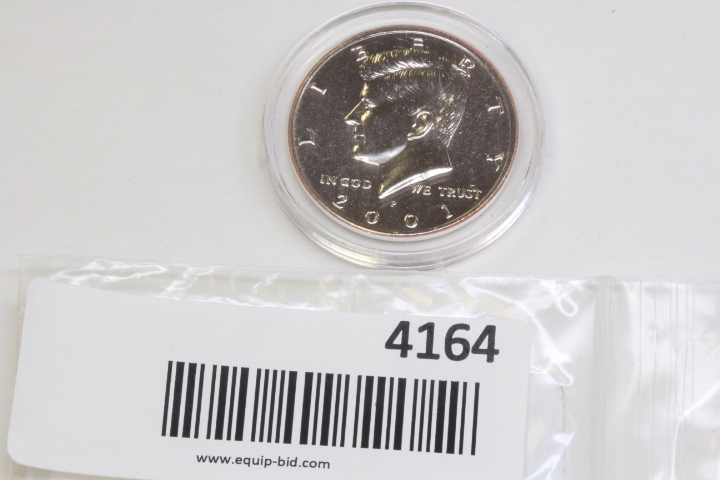 LIBERTY
IN GOD WE TRUST
P
2001
4164
www.equip-bid.com